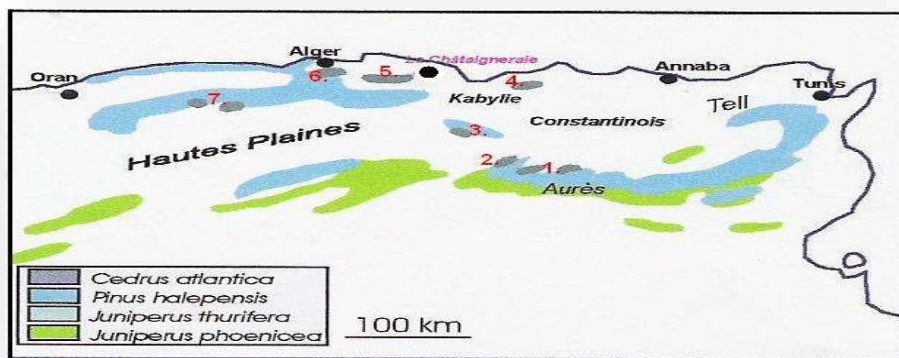 Alger
La Châtaigneraie
Oran
6.
5.
4.
Annaba
Tunis
Kabylie
Tell
7.
Constantinois
3.
Hautes Plaines
2
1.
Aurès
Cedrus atlantica
Pinus halepensis
Juniperus thurifera
Juniperus phoenicea
100 km